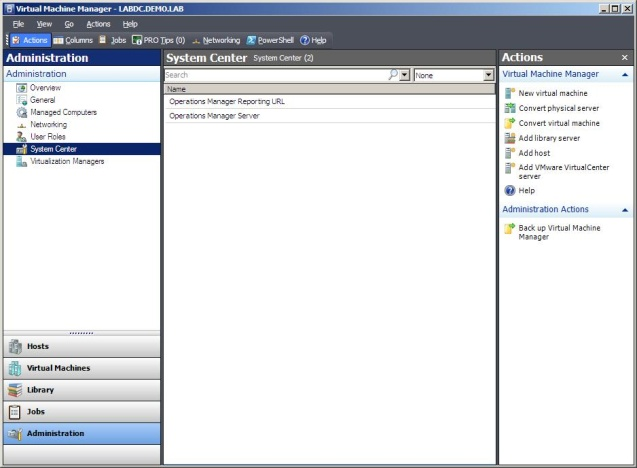 Virtual Machine Manager - LABDC.DEMO.LAB
File View Go Actions Help
Actions Columns Jobs PRO Tips (0) Networking PowerShell Help
Administration
Administration
Overview
General
Managed Computers
Networking
User Roles
System Center
Virtualization Managers
Hosts
Virtual Machines
Library
Jobs
Administration
System Center System Center (2)
Search
None
Name
Operations Manager Reporting URL
Operations Manager Server
Actions
Virtual Machine Manager
New virtual machine
Convert physical server
Convert virtual machine
Add library server
Add host
Add VMware VirtualCenter
server
Help
Administration Actions
Back up Virtual Machine
Manager